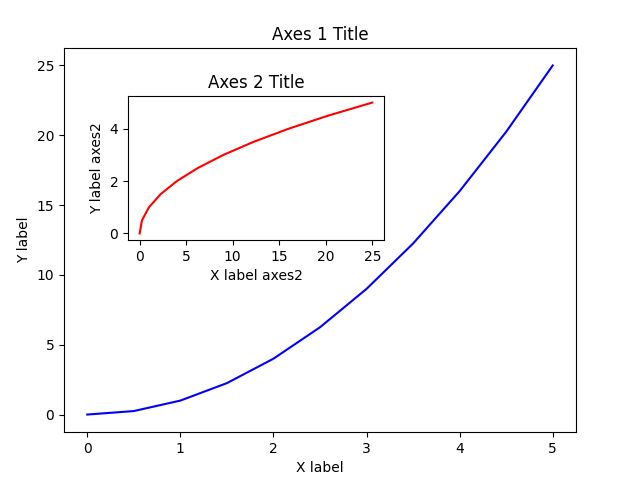 Axes 1 Title
25
20
15
10
5
0
Y label
Axes 2 Title
4
2
0
Y label axes2
0 5 10 15 20 25
X label axes2
0 1 2 3 4 5
X label